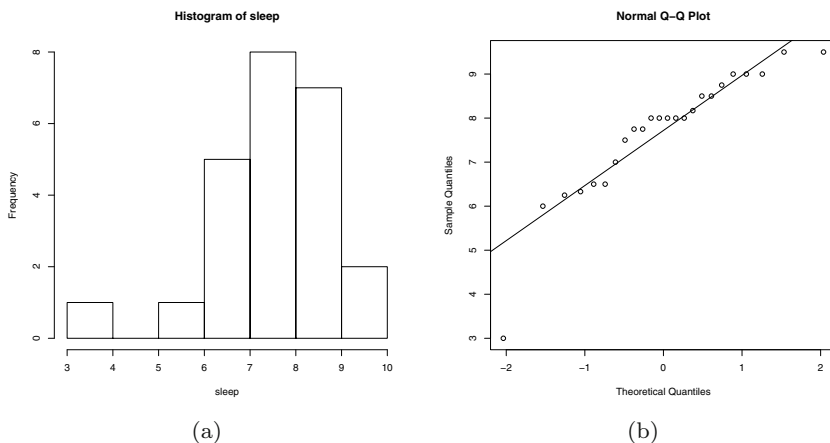 Histogram of sleep
Frequency
0
2
4
6
8
3 4 5 6 7 8 9 10
sleep
(a)
Normal Q−Q Plot
Sample Quantiles
3
4
5
6
7
8
9
−2 −1 0 1 2
Theoretical Quantiles
(b)